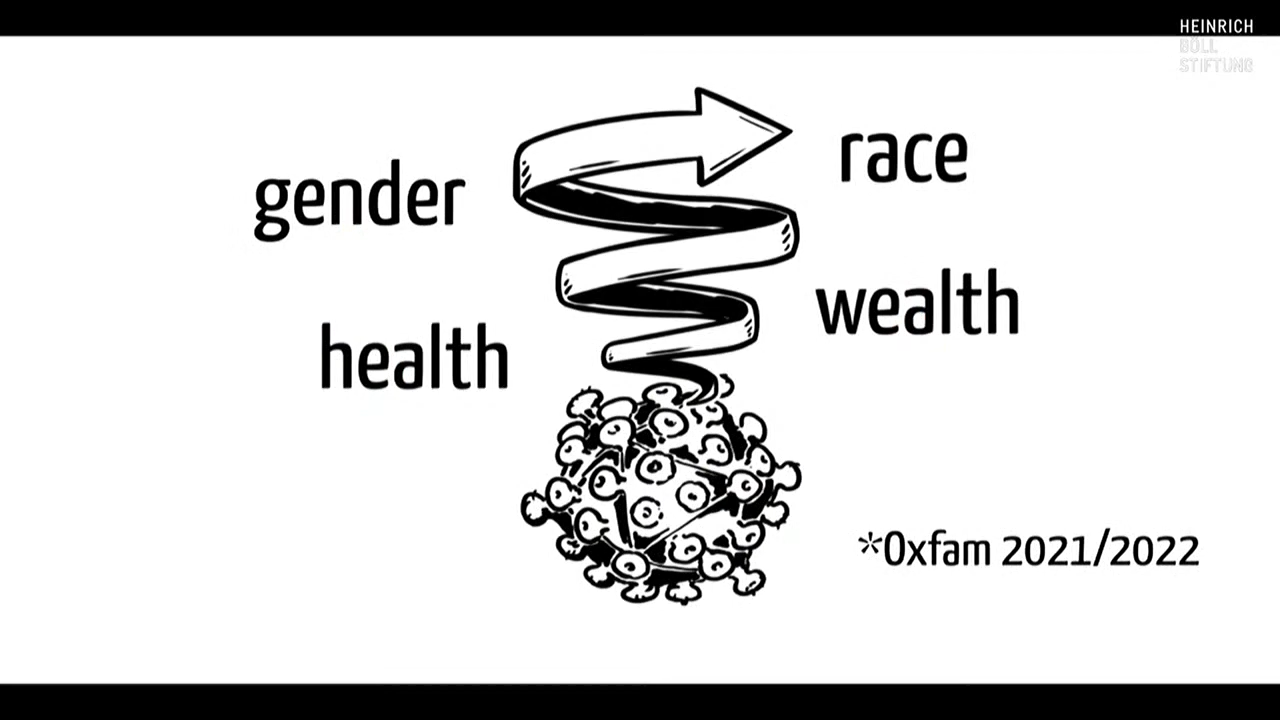 HEINRICH
BÖLL
STIFTUNG
gender
race
health
wealth
*Oxfam 2021/2022